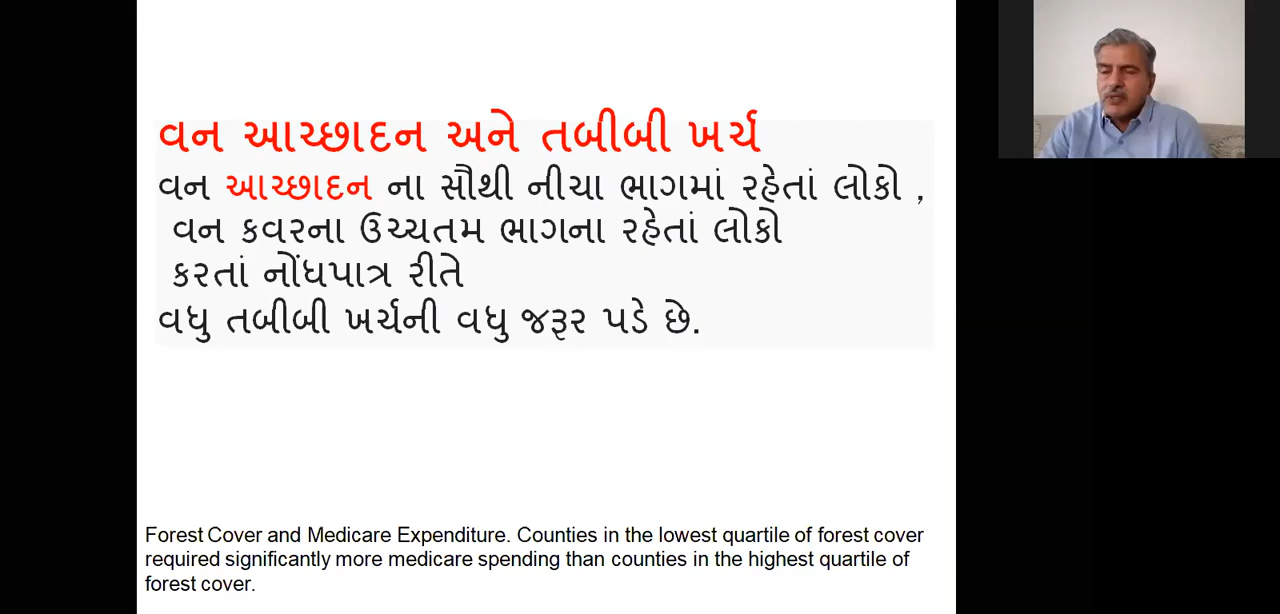 વન આચ્છાદન અને તબીબી ખર્ચ
વન આચ્છાદન ના સૌથી નીચા ભાગમાં રહેતાં લોકો ,
વન કવરના ઉચ્ચતમ ભાગના રહેતાં લોકો
કરતાં નોંધપાત્ર રીતે
વધુ તબીબી ખર્ચની વધુ જરૂર પડે છે.
Forest Cover and Medicare Expenditure. Counties in the lowest quartile of forest cover
required significantly more medicare spending than counties in the highest quartile of
forest cover.